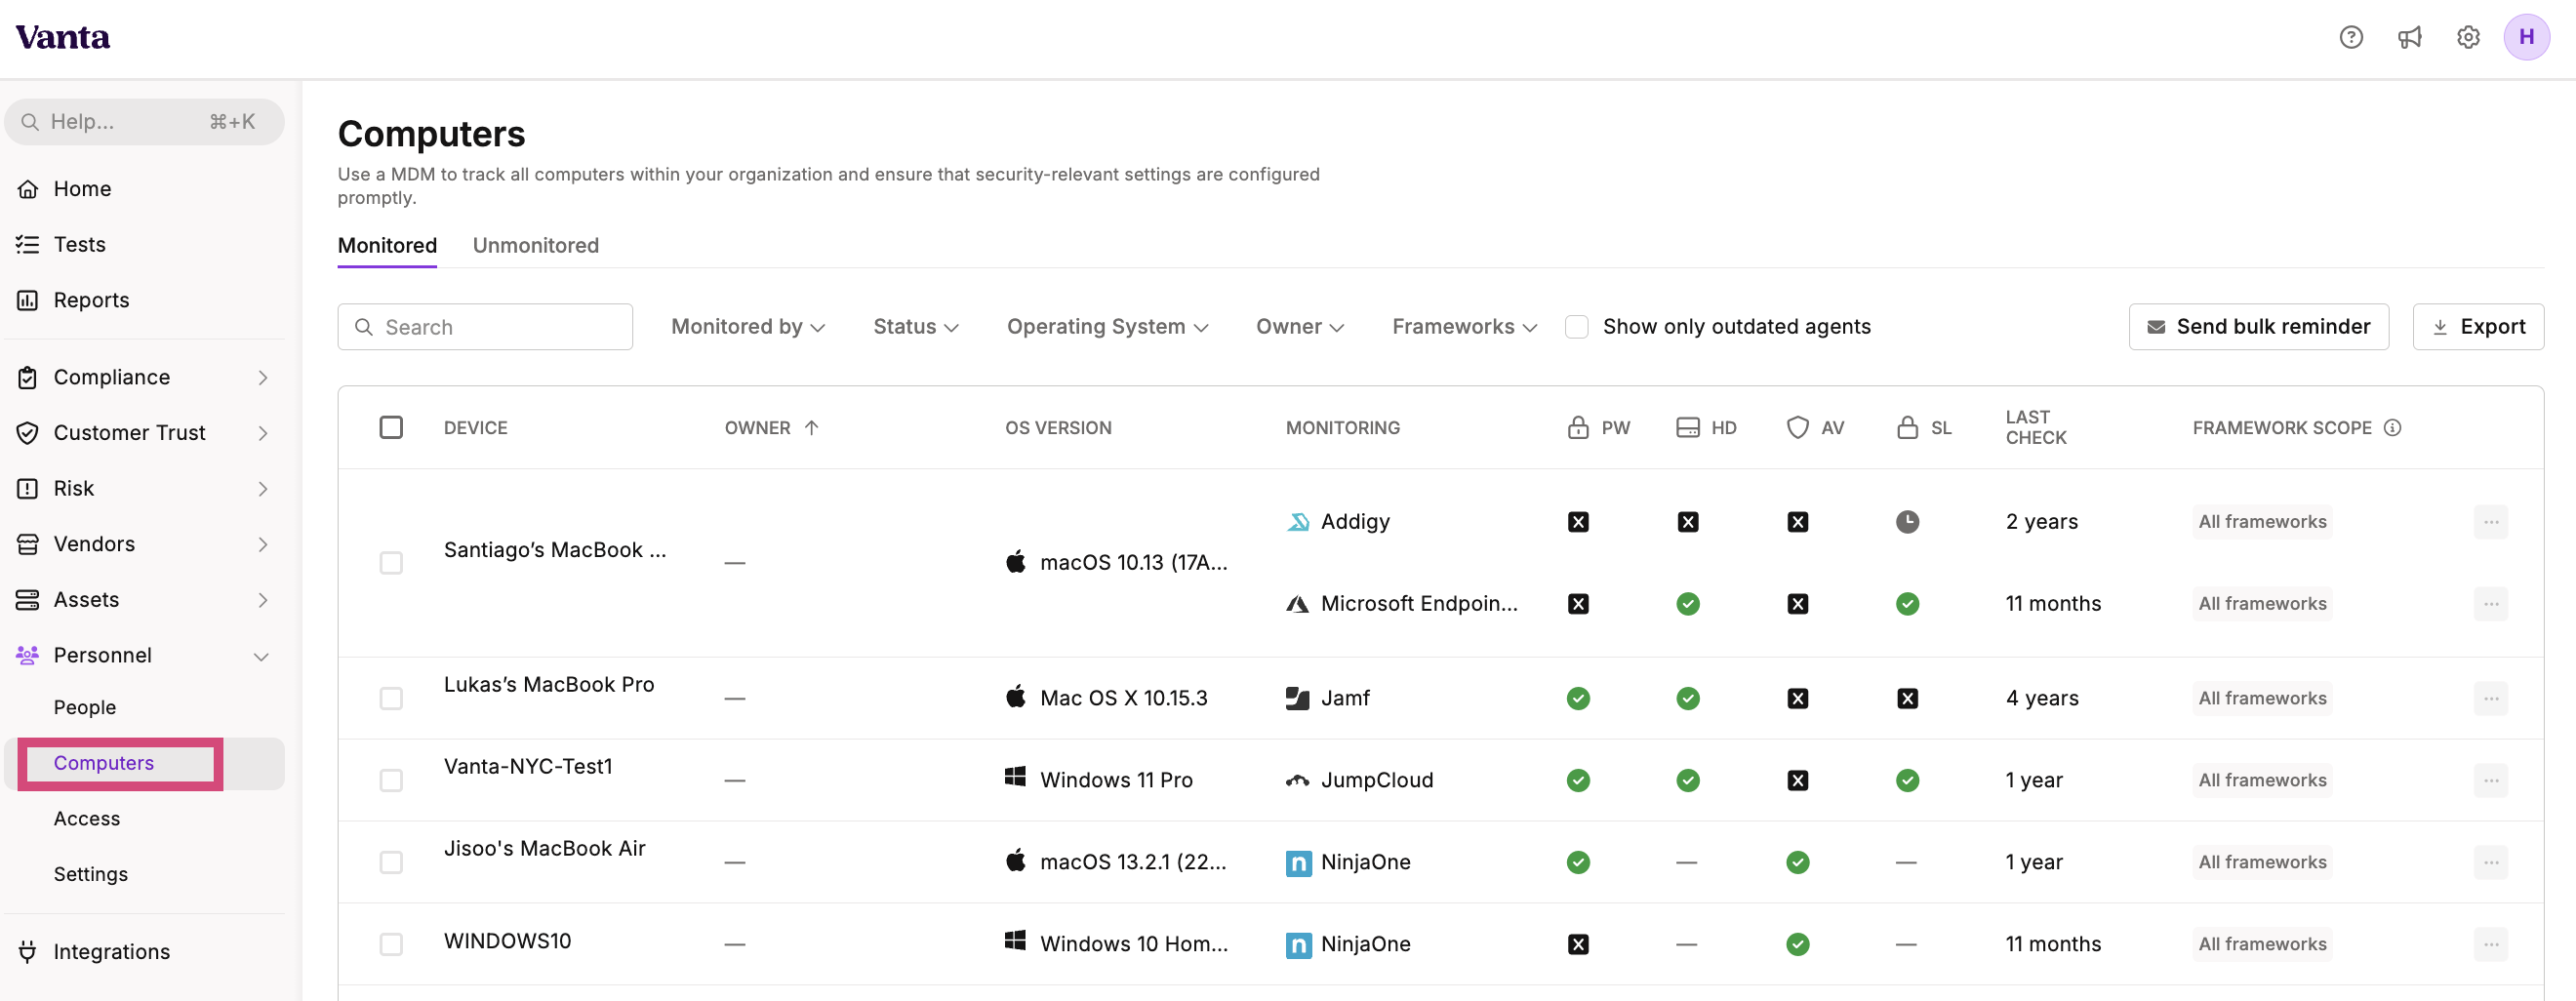 Vanta
H
Help... ⌘+K
Home
Tests
Reports
Compliance
Customer Trust
Risk
Vendors
Assets
Personnel
People
Computers
Access
Settings
Integrations
Computers
Use a MDM to track all computers within your organization and ensure that security-relevant settings are configured
promptly.
Monitored Unmonitored
Search Monitored by Status Operating System Owner Frameworks Show only outdated agents Send bulk reminder Export
DEVICE OWNER ↑ OS VERSION MONITORING PW HD AV SL LAST CHECK FRAMEWORK SCOPE
Santiago’s MacBook ... — macOS 10.13 (17A...
Addigy 2 years All frameworks
Microsoft Endpoin... 11 months All frameworks
Lukas’s MacBook Pro — Mac OS X 10.15.3 Jamf 4 years All frameworks
Vanta-NYC-Test1 — Windows 11 Pro JumpCloud 1 year All frameworks
Jisoo's MacBook Air — macOS 13.2.1 (22... NinjaOne — — 1 year All frameworks
WINDOWS10 — Windows 10 Hom... NinjaOne — — 11 months All frameworks